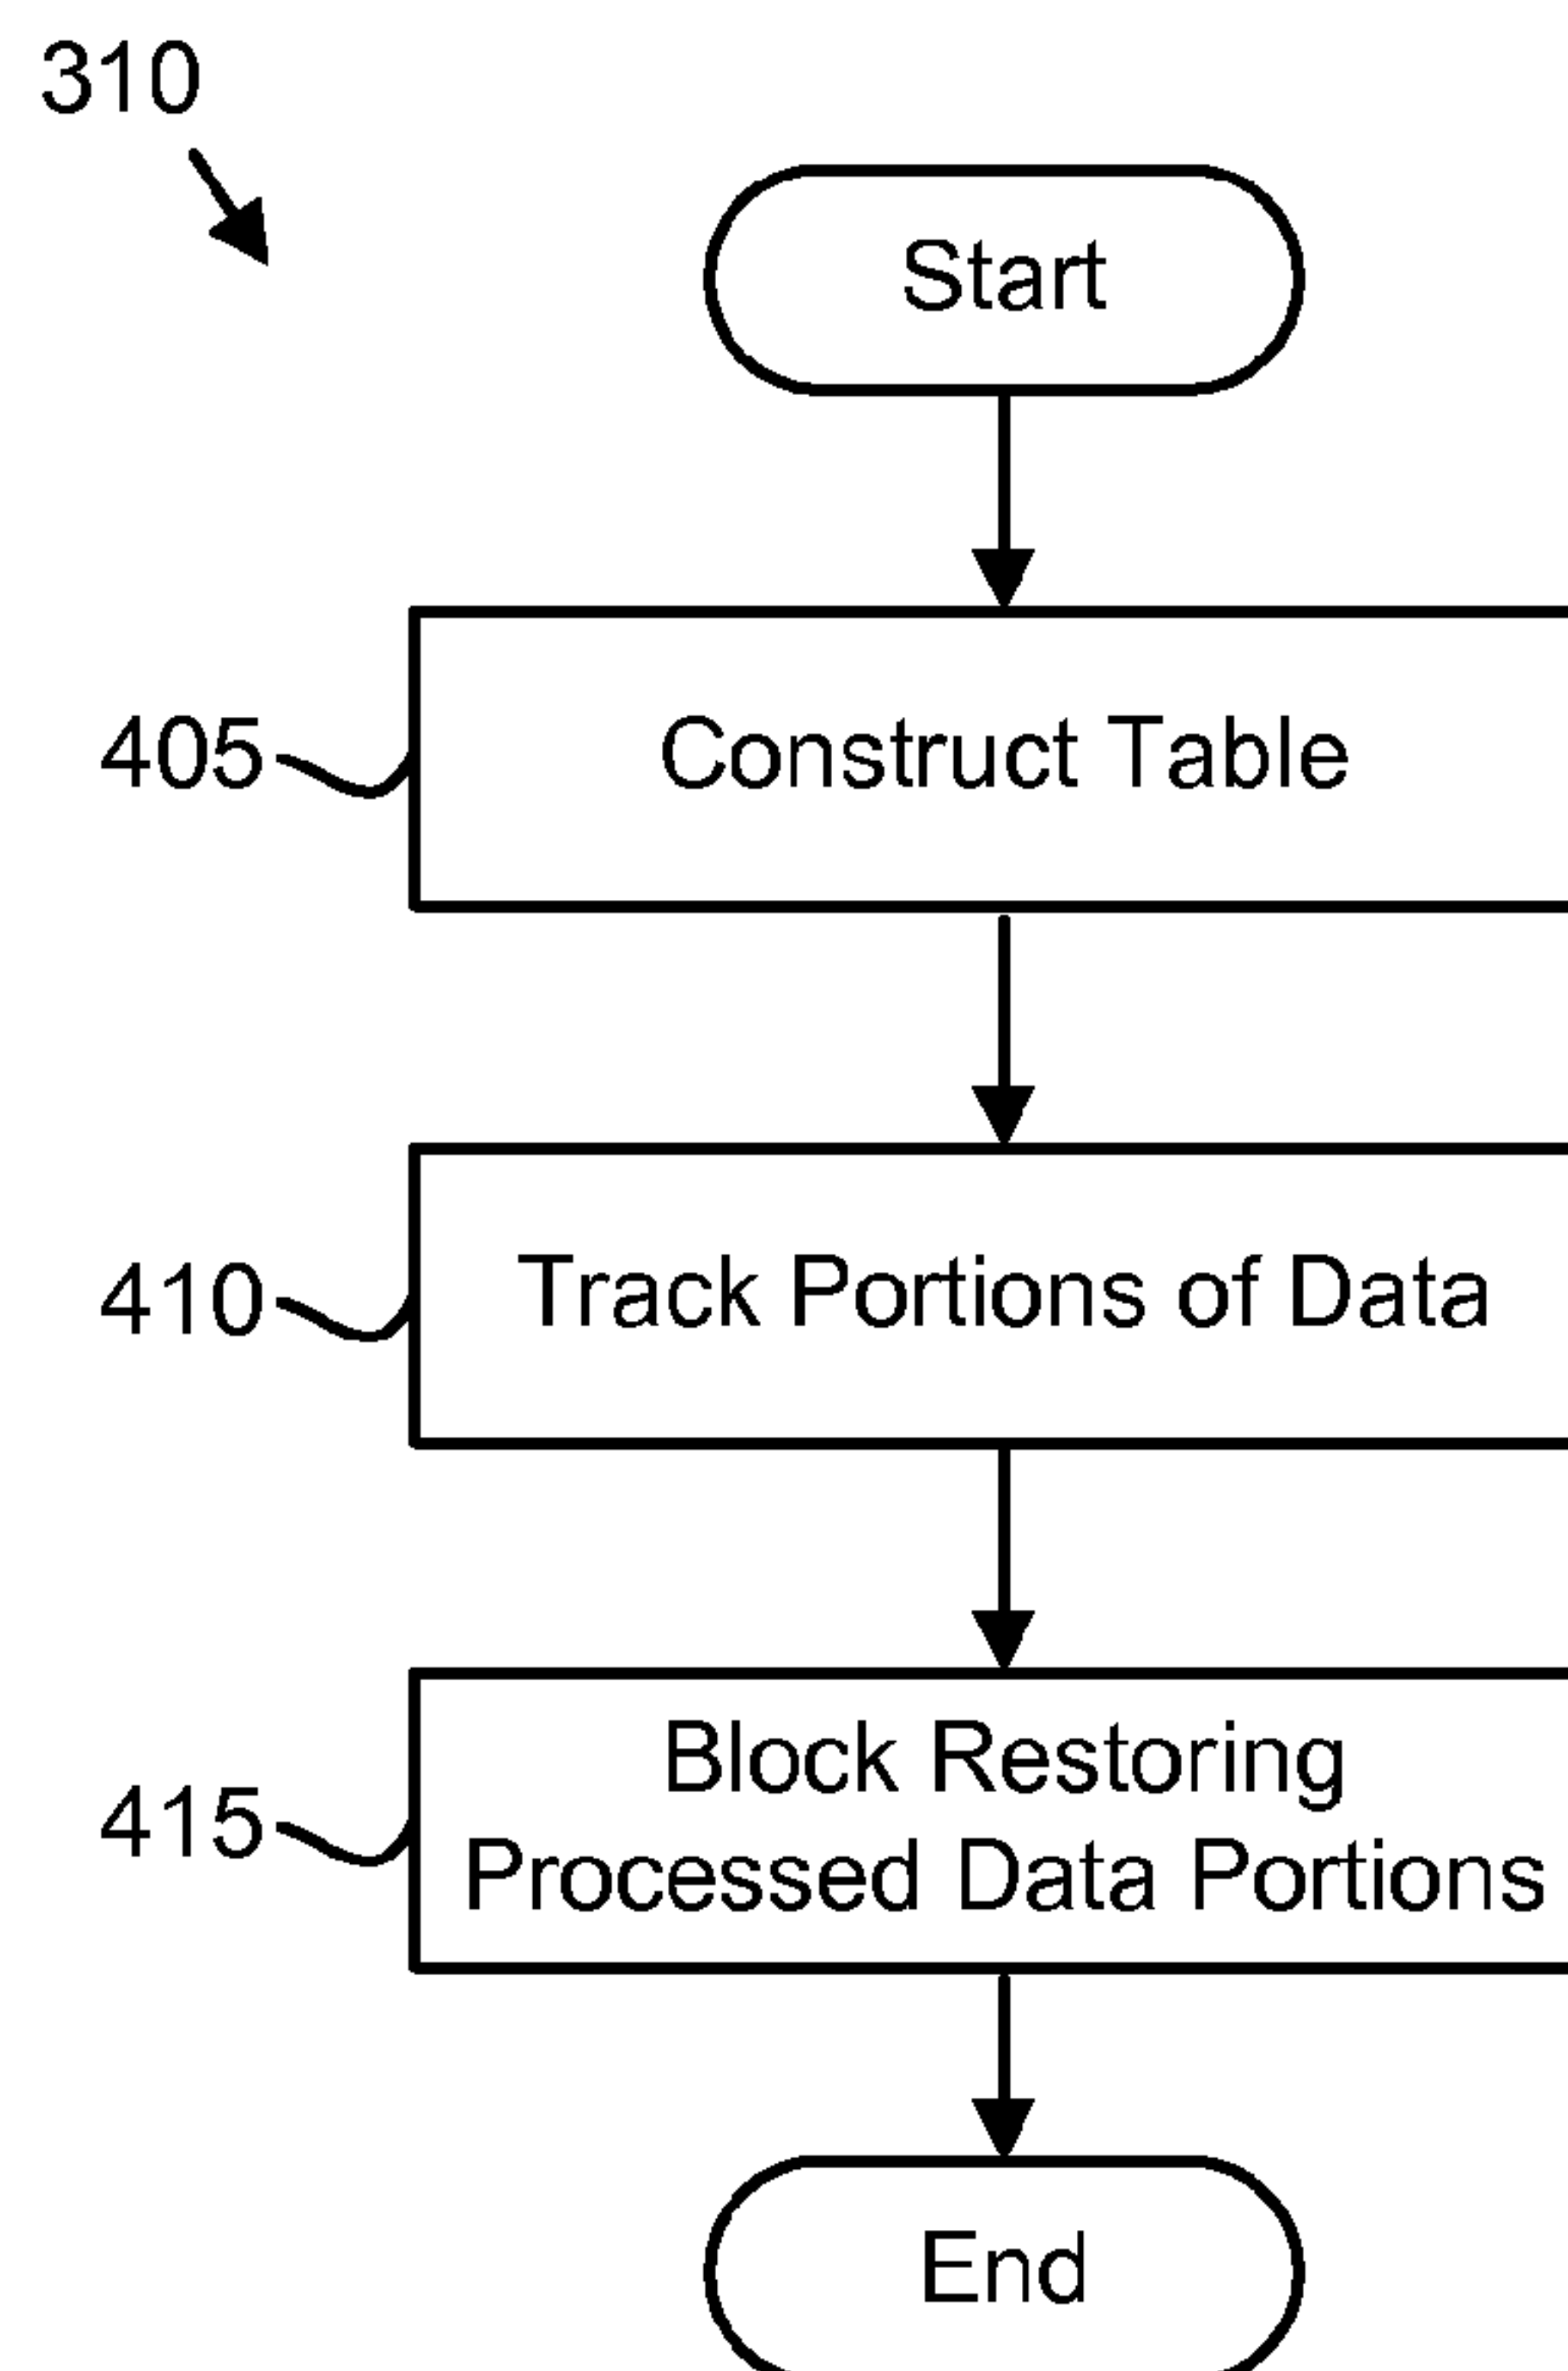 310
Start
405
Construct Table
410
Track Portions of Data
415
Block Restoring
Processed Data Portions
End